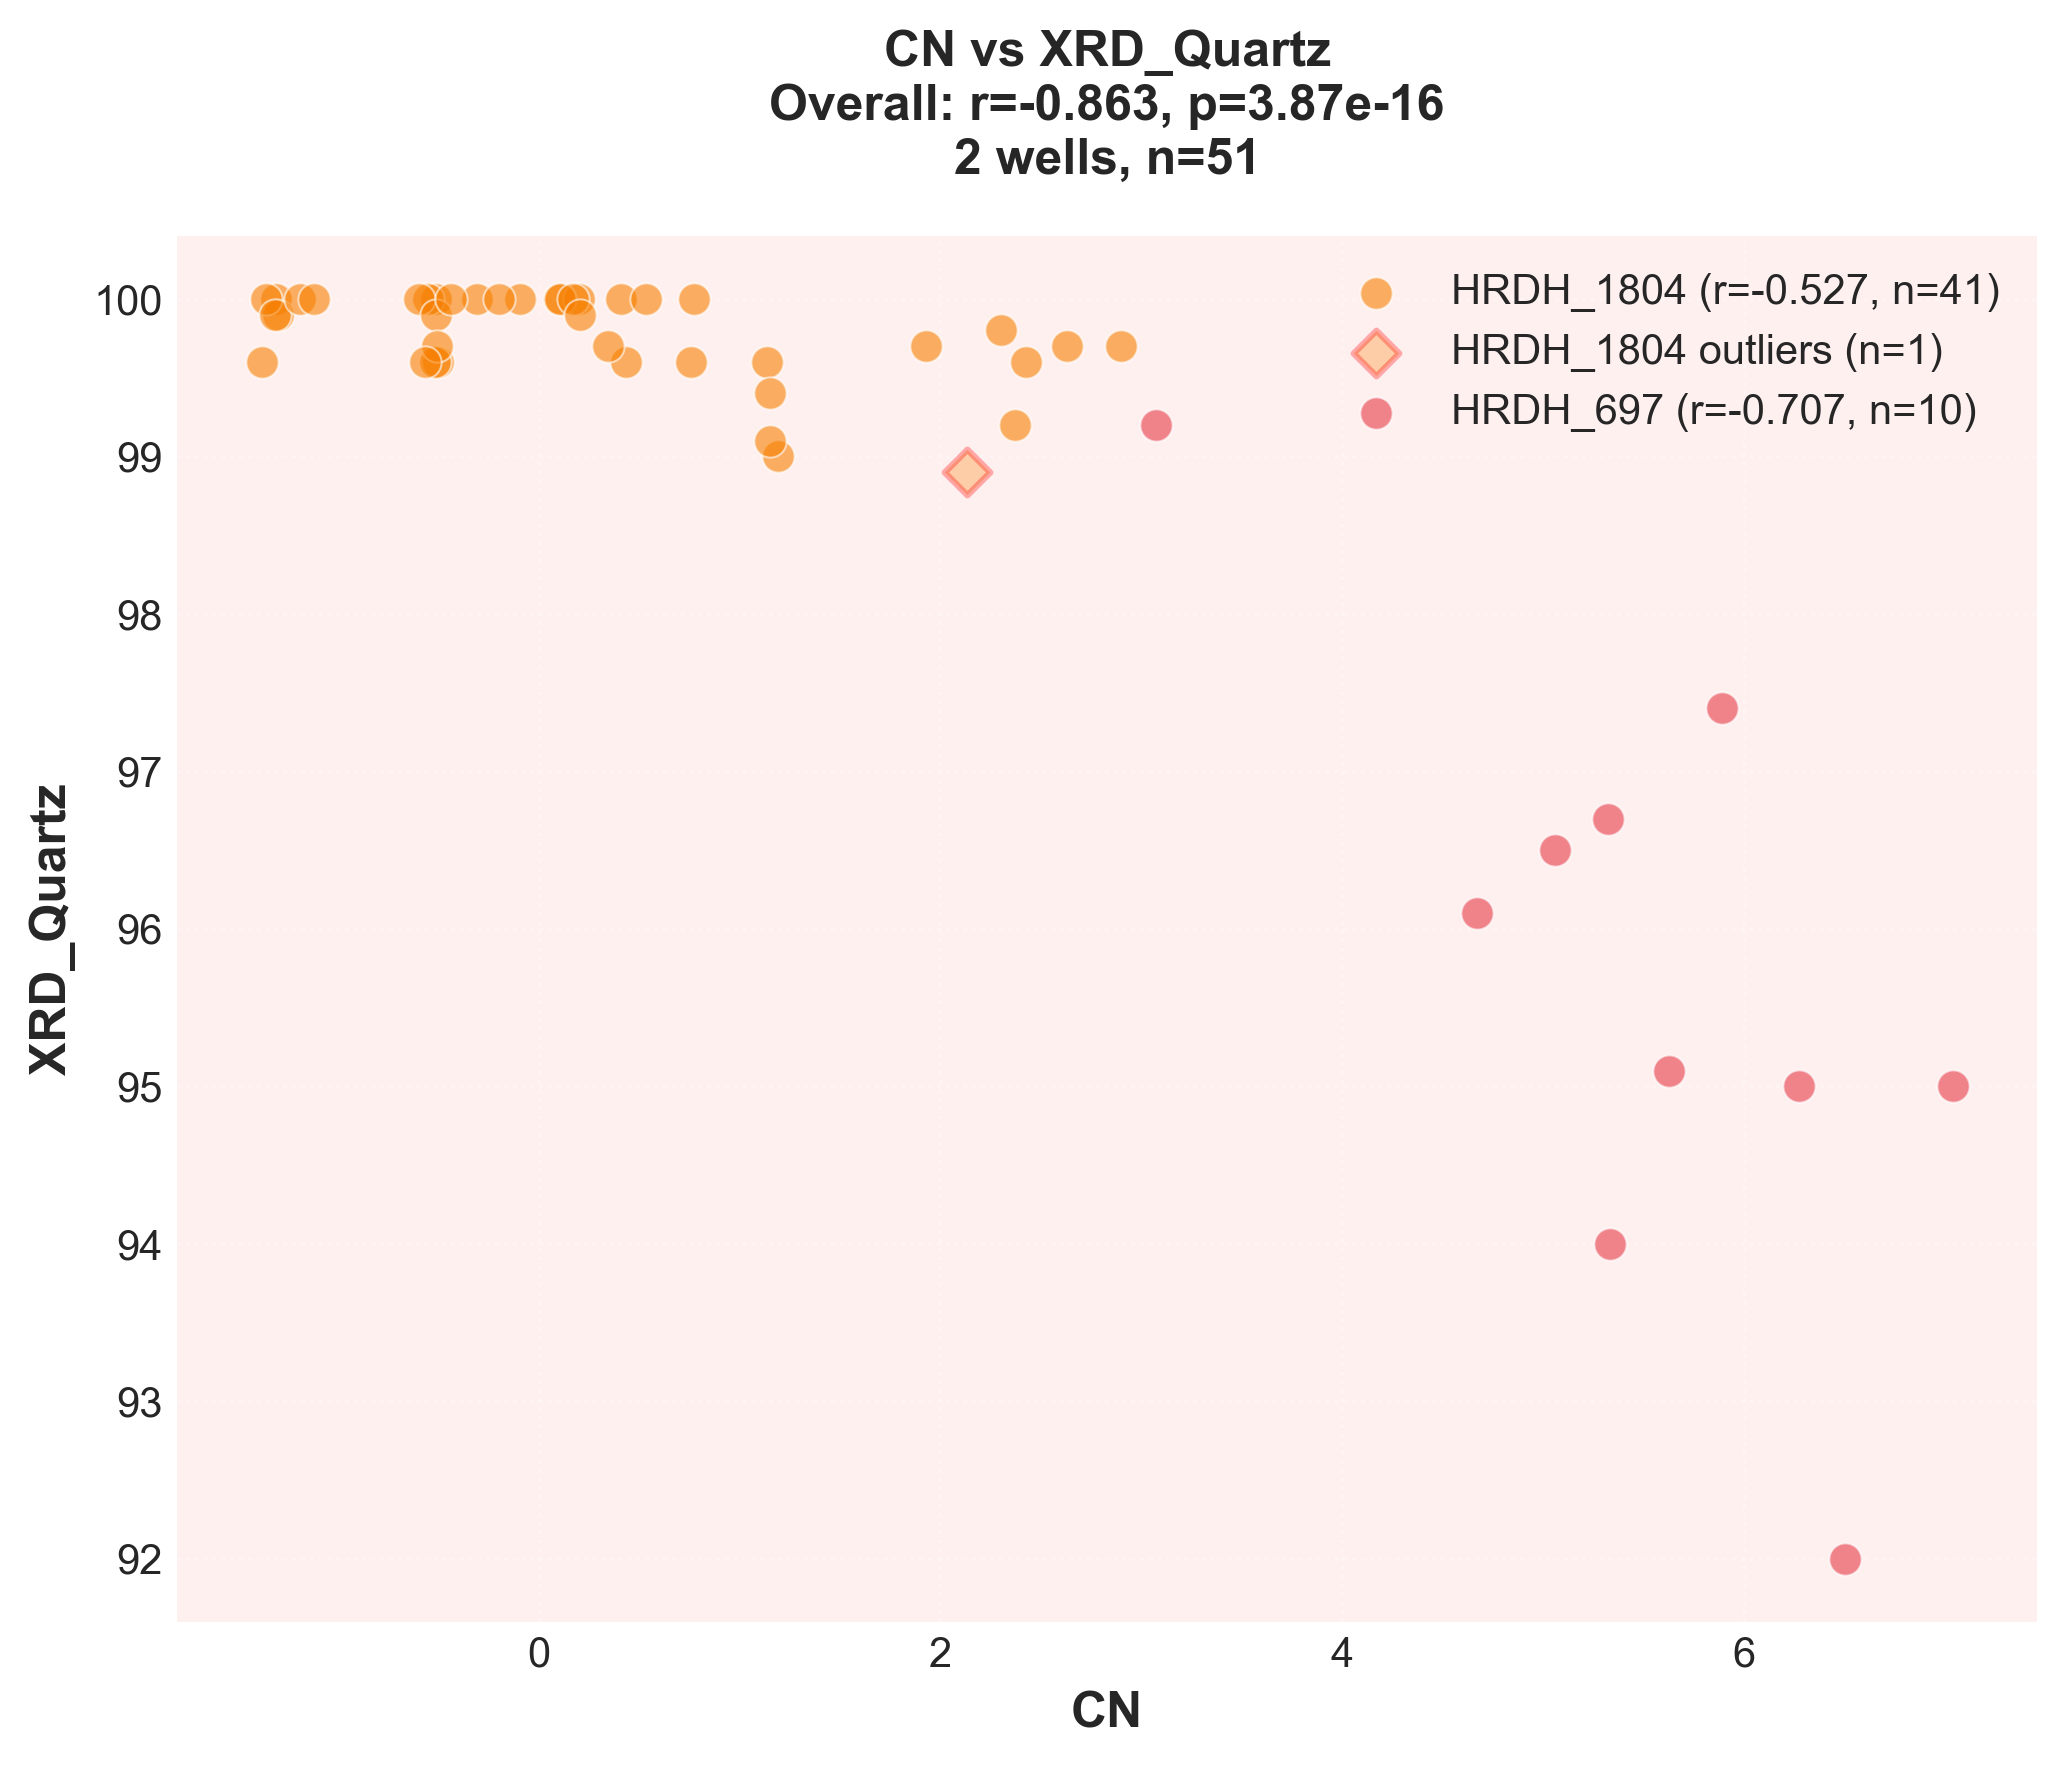 CN vs XRD_Quartz
Overall: r=-0.863, p=3.87e-16
2 wells, n=51
HRDH_1804 (r=-0.527, n=41)
HRDH_1804 outliers (n=1)
HRDH_697 (r=-0.707, n=10)
100
99
98
97
96
95
94
93
92
XRD_Quartz
0 2 4 6
CN